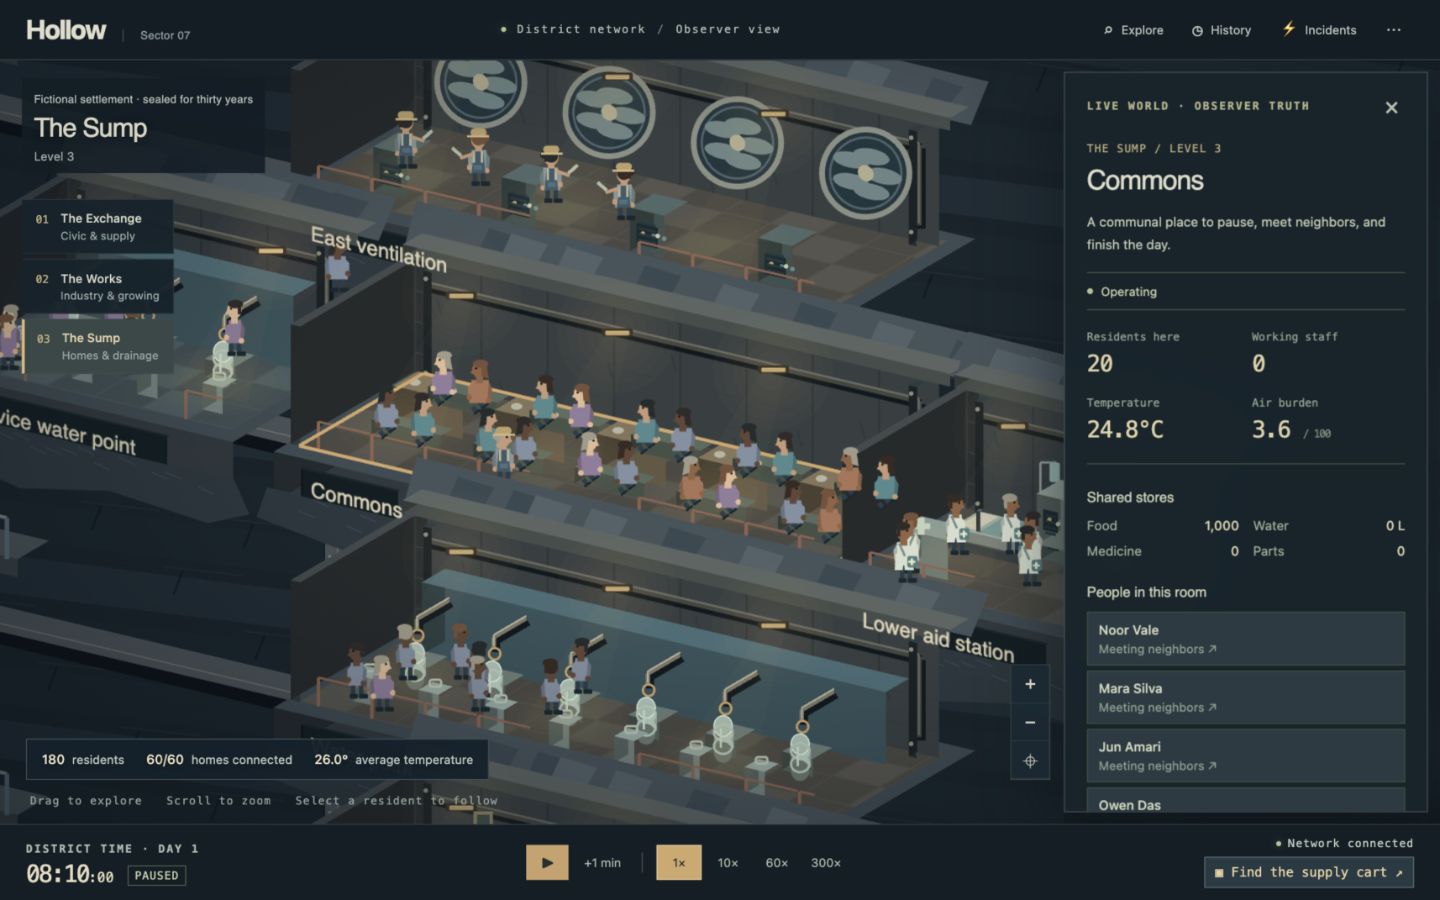 Hollow
Sector 07
District network / Observer view
Explore
History
Incidents
Fictional settlement · sealed for thirty years
The Sump
Level 3
01 The Exchange
Civic & supply
02 The Works
Industry & growing
03 The Sump
Homes & drainage
East ventilation
vice water point
Commons
Lower aid station
LIVE WORLD · OBSERVER TRUTH
THE SUMP / LEVEL 3
Commons
A communal place to pause, meet neighbors, and
finish the day.
Operating
Residents here
20
Working staff
0
Temperature
24.8°C
Air burden
3.6 / 100
Shared stores
Food 1,000 Water 0 L
Medicine 0 Parts 0
People in this room
Noor Vale
Meeting neighbors ↗
Mara Silva
Meeting neighbors ↗
Jun Amari
Meeting neighbors ↗
Owen Das
180 residents 60/60 homes connected 26.0° average temperature
Drag to explore Scroll to zoom Select a resident to follow
DISTRICT TIME · DAY 1
08:10:00 PAUSED
+1 min
1×
10×
60×
300×
Network connected
Find the supply cart ↗